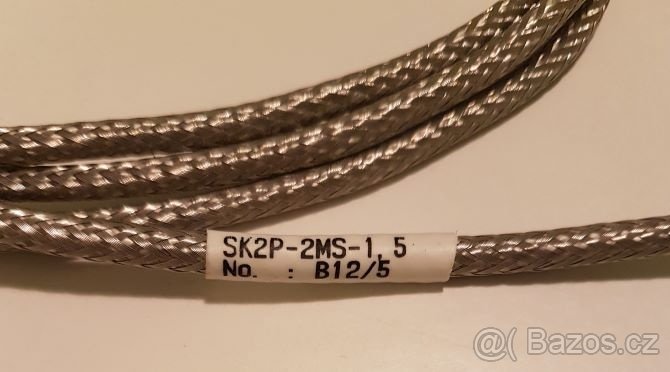 SK2P-2MS-1,5
No. : B12/5
@( Bazos.cz